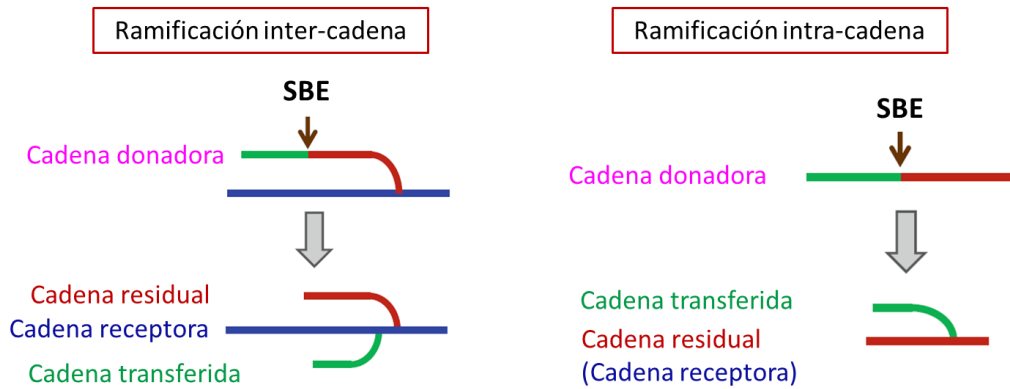 Ramificación inter-cadena
SBE
Cadena donadora
Cadena residual
Cadena receptora
Cadena transferida
Ramificación intra-cadena
SBE
Cadena donadora
Cadena transferida
Cadena residual
(Cadena receptora)